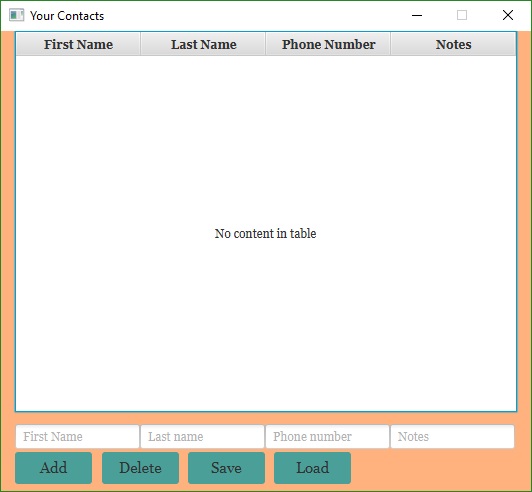 Your Contacts
First Name Last Name Phone Number Notes
No content in table
First Name Last name Phone number Notes
Add Delete Save Load